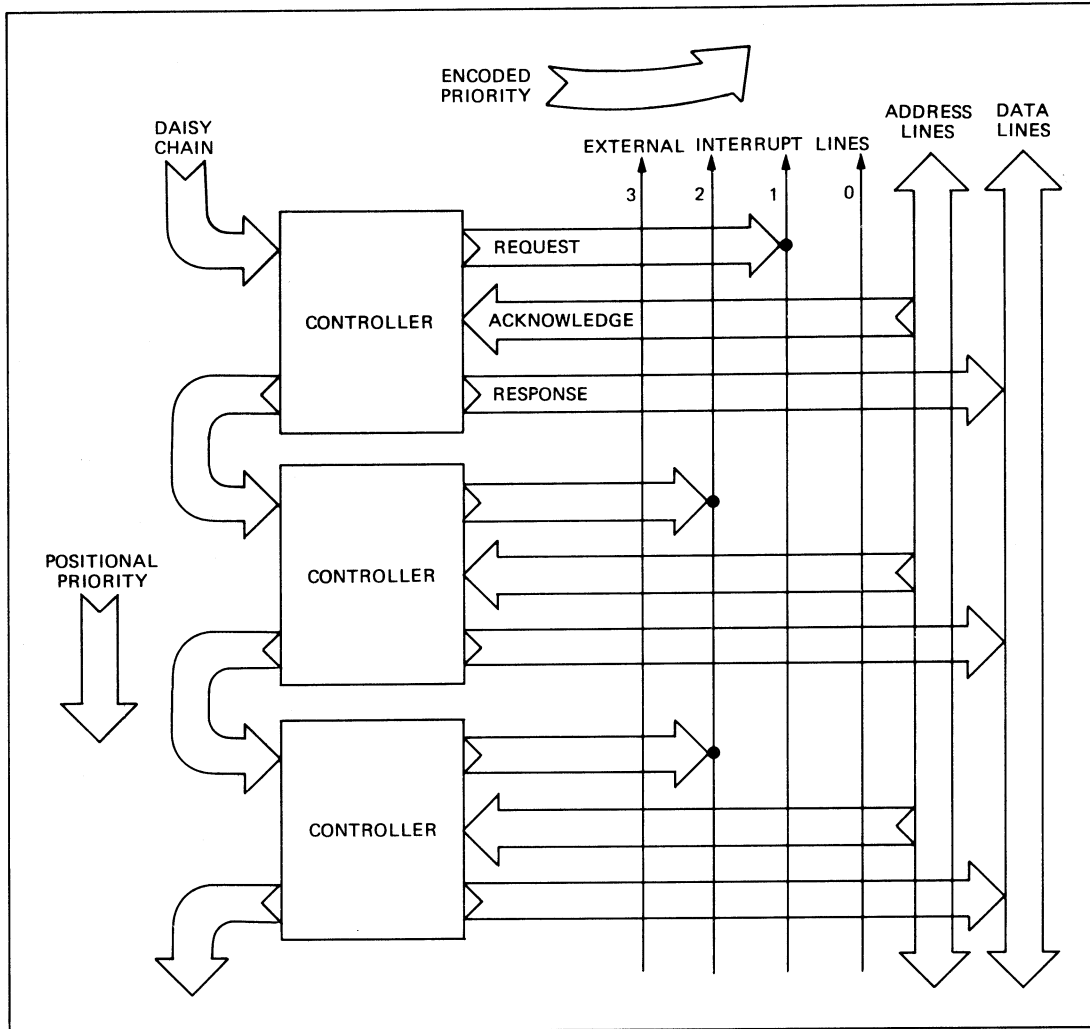 ENCODED
PRIORITY
DAISY
CHAIN
ADDRESS
LINES
DATA
LINES
EXTERNAL INTERRUPT LINES
3
2
1
0
REQUEST
CONTROLLER
ACKNOWLEDGE
RESPONSE
POSITIONAL
PRIORITY
CONTROLLER
CONTROLLER